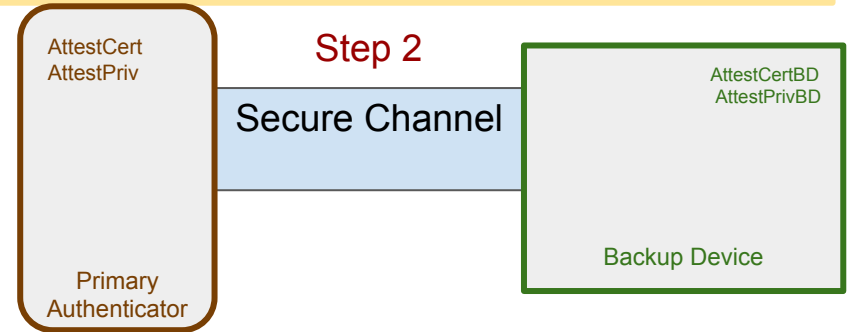 AttestCert
AttestPriv
Step 2
Secure Channel
AttestCertBD
AttestPrivBD
Primary
Authenticator
Backup Device